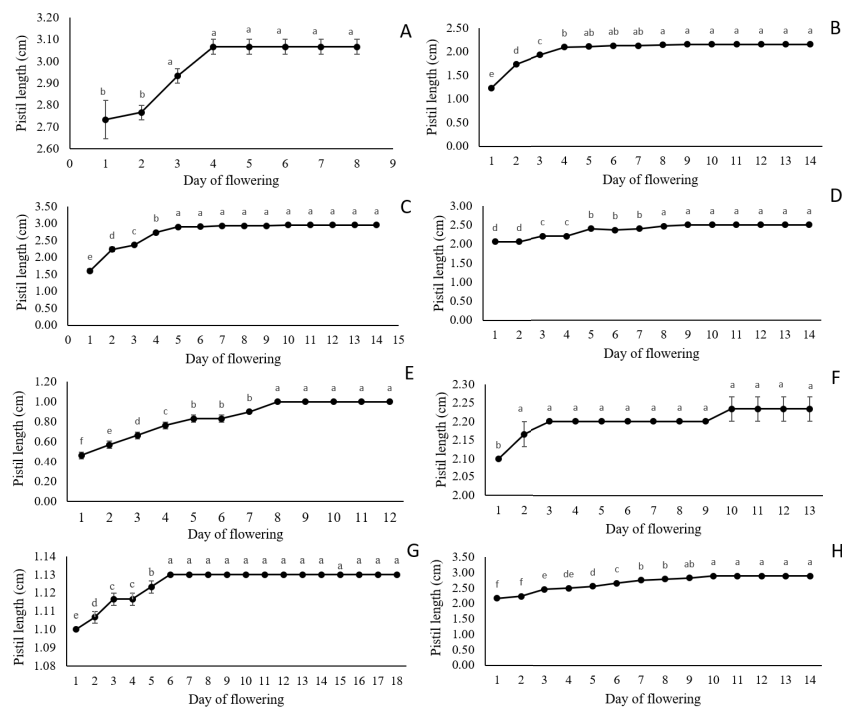 A
3.20
3.10
3.00
2.90
2.80
2.70
2.60
Pistil length (cm)
b b a a a a a a
0 1 2 3 4 5 6 7 8 9
Day of flowering
B
2.50
2.00
1.50
1.00
0.50
0.00
Pistil length (cm)
e d c b ab ab ab a a a a a a a
1 2 3 4 5 6 7 8 9 10 11 12 13 14
Day of flowering
C
3.50
3.00
2.50
2.00
1.50
1.00
0.50
0.00
Pistil length (cm)
e d c b a a a a a a a a a a
0 1 2 3 4 5 6 7 8 9 10 11 12 13 14 15
Day of flowering
D
3.00
2.50
2.00
1.50
1.00
0.50
0.00
Pistil length (cm)
d d c c b b b a a a a a a a
1 2 3 4 5 6 7 8 9 10 11 12 13 14
Day of flowering
E
1.20
1.00
0.80
0.60
0.40
0.20
0.00
Pistil length (cm)
f e d c b b b a a a a a
1 2 3 4 5 6 7 8 9 10 11 12
Day of flowering
F
2.30
2.25
2.20
2.15
2.10
2.05
2.00
Pistil length (cm)
b a a a a a a a a a a a a
1 2 3 4 5 6 7 8 9 10 11 12 13
Day of flowering
G
1.14
1.13
1.12
1.11
1.10
1.09
1.08
Pistil length (cm)
e d c c b a a a a a a a a a a a a a
1 2 3 4 5 6 7 8 9 10 11 12 13 14 15 16 17 18
Day of flowering
H
3.50
3.00
2.50
2.00
1.50
1.00
0.50
0.00
Pistil length (cm)
f f e de d c b b ab a a a a a
1 2 3 4 5 6 7 8 9 10 11 12 13 14
Day of flowering